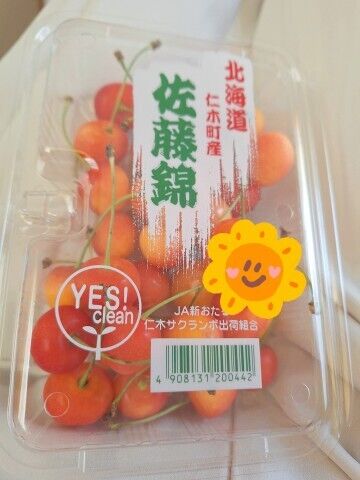 北海道
仁木町産
佐藤錦
YES!
clean
JA新おたる
仁木サクランボ出荷組合
4 908131 200442